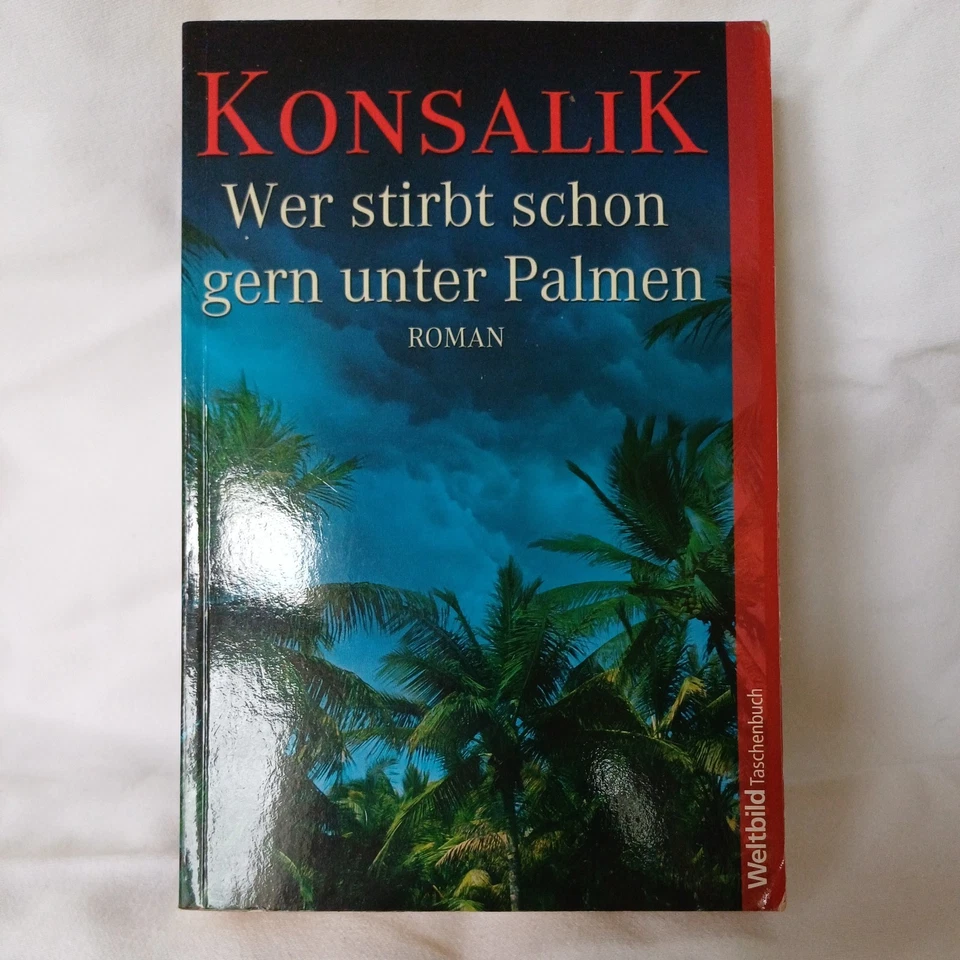 KONSALIK
Wer stirbt schon
gern unter Palmen
ROMAN
Weltbild Taschenbuch